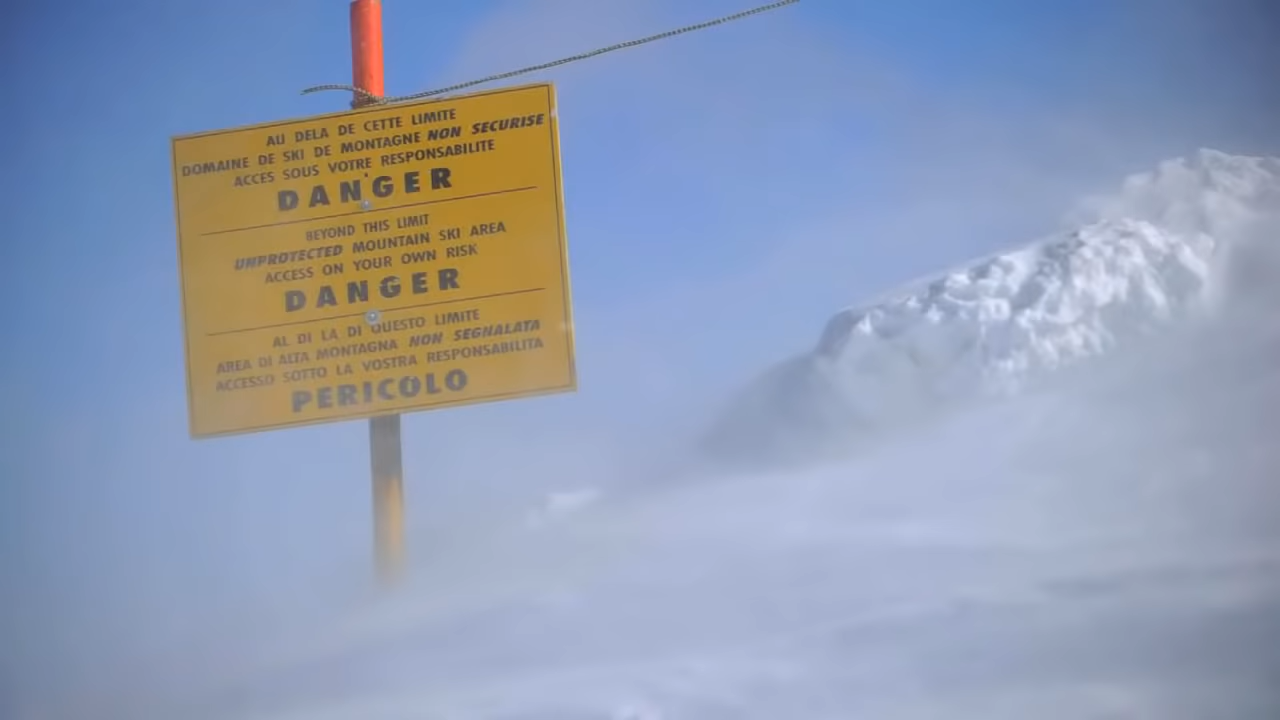 AU DELA DE CETTE LIMITE
DOMAINE DE SKI DE MONTAGNE NON SECURISE
ACCES SOUS VOTRE RESPONSABILITE
DANGER
BEYOND THIS LIMIT
UNPROTECTED MOUNTAIN SKI AREA
ACCESS ON YOUR OWN RISK
DANGER
AL DI LA DI QUESTO LIMITE
AREA DI ALTA MONTAGNA NON SEGNALATA
ACCESSO SOTTO LA VOSTRA RESPONSABILITA
PERICOLO